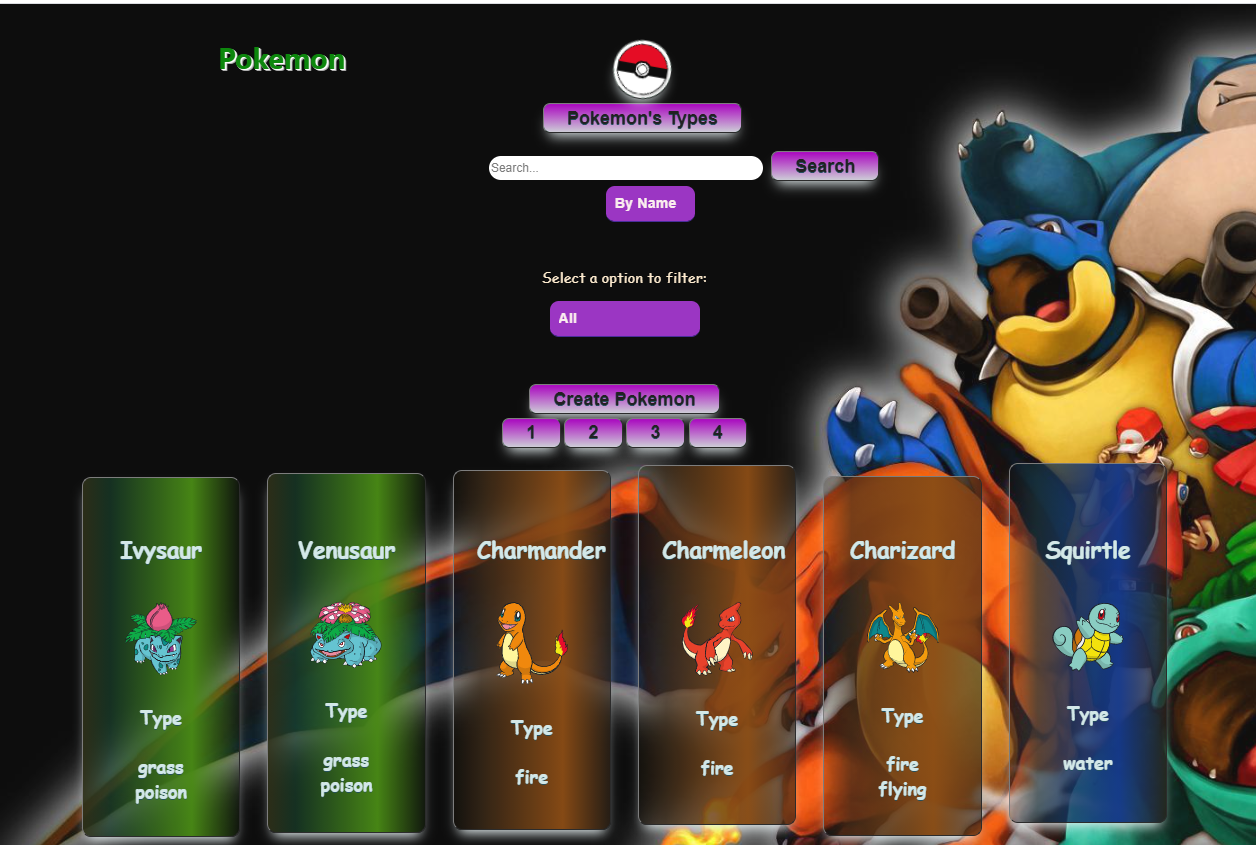 Pokemon
Pokemon's Types
Search... Search
By Name
Select a option to filter:
All
Create Pokemon
1 2 3 4
Ivysaur Venusaur Charmander Charmeleon Charizard Squirtle
Type Type Type Type Type Type
grass grass fire fire fire water
poison poison flying